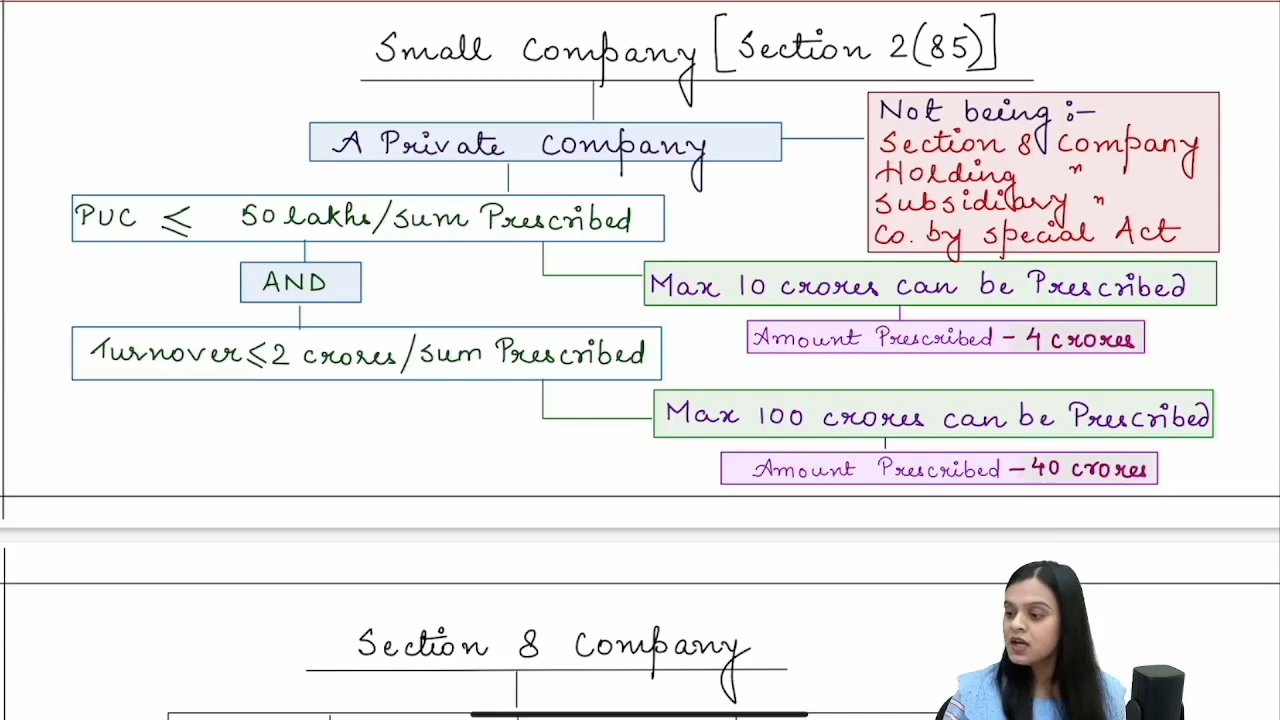 Small Company [Section 2(85)]
A Private Company
Not being :-
Section 8 Company
Holding "
Subsidiary "
Co. by special Act
PUC ≤ 50 lakhs/sum Prescribed
AND
Max 10 crores can be Prescribed
Amount Prescribed - 4 crores
Turnover ≤ 2 crores/sum Prescribed
Max 100 crores can be Prescribed
Amount Prescribed - 40 crores
Section 8 Company